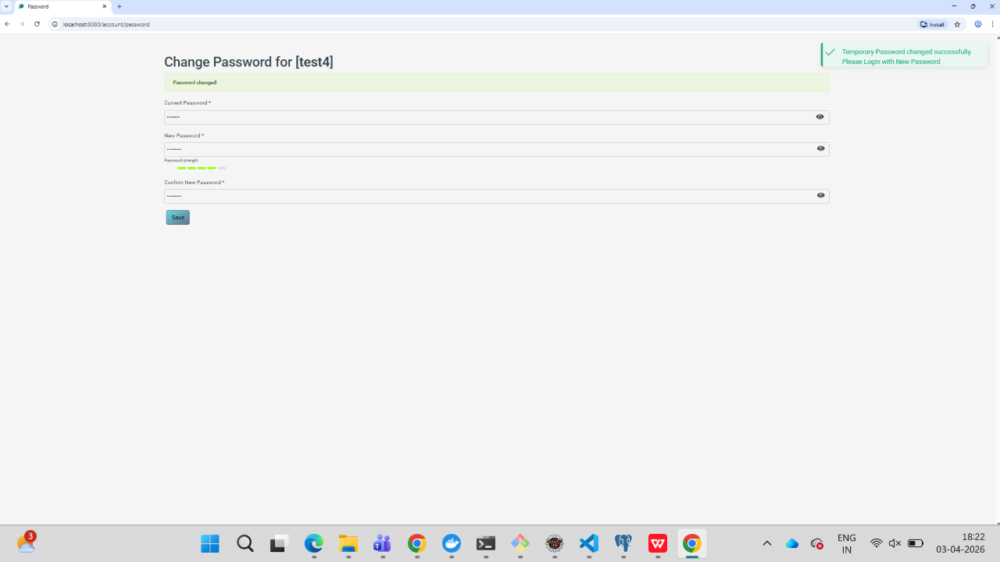 Password
localhost:8080/account/password
Install
Change Password for [test4]
Temporary Password changed successfully.
Please Login with New Password
Password changed!
Current Password *
•••••••
New Password *
••••••••
Password strength:
Confirm New Password *
••••••••
Save
3
ENG
IN
18:22
03-04-2026